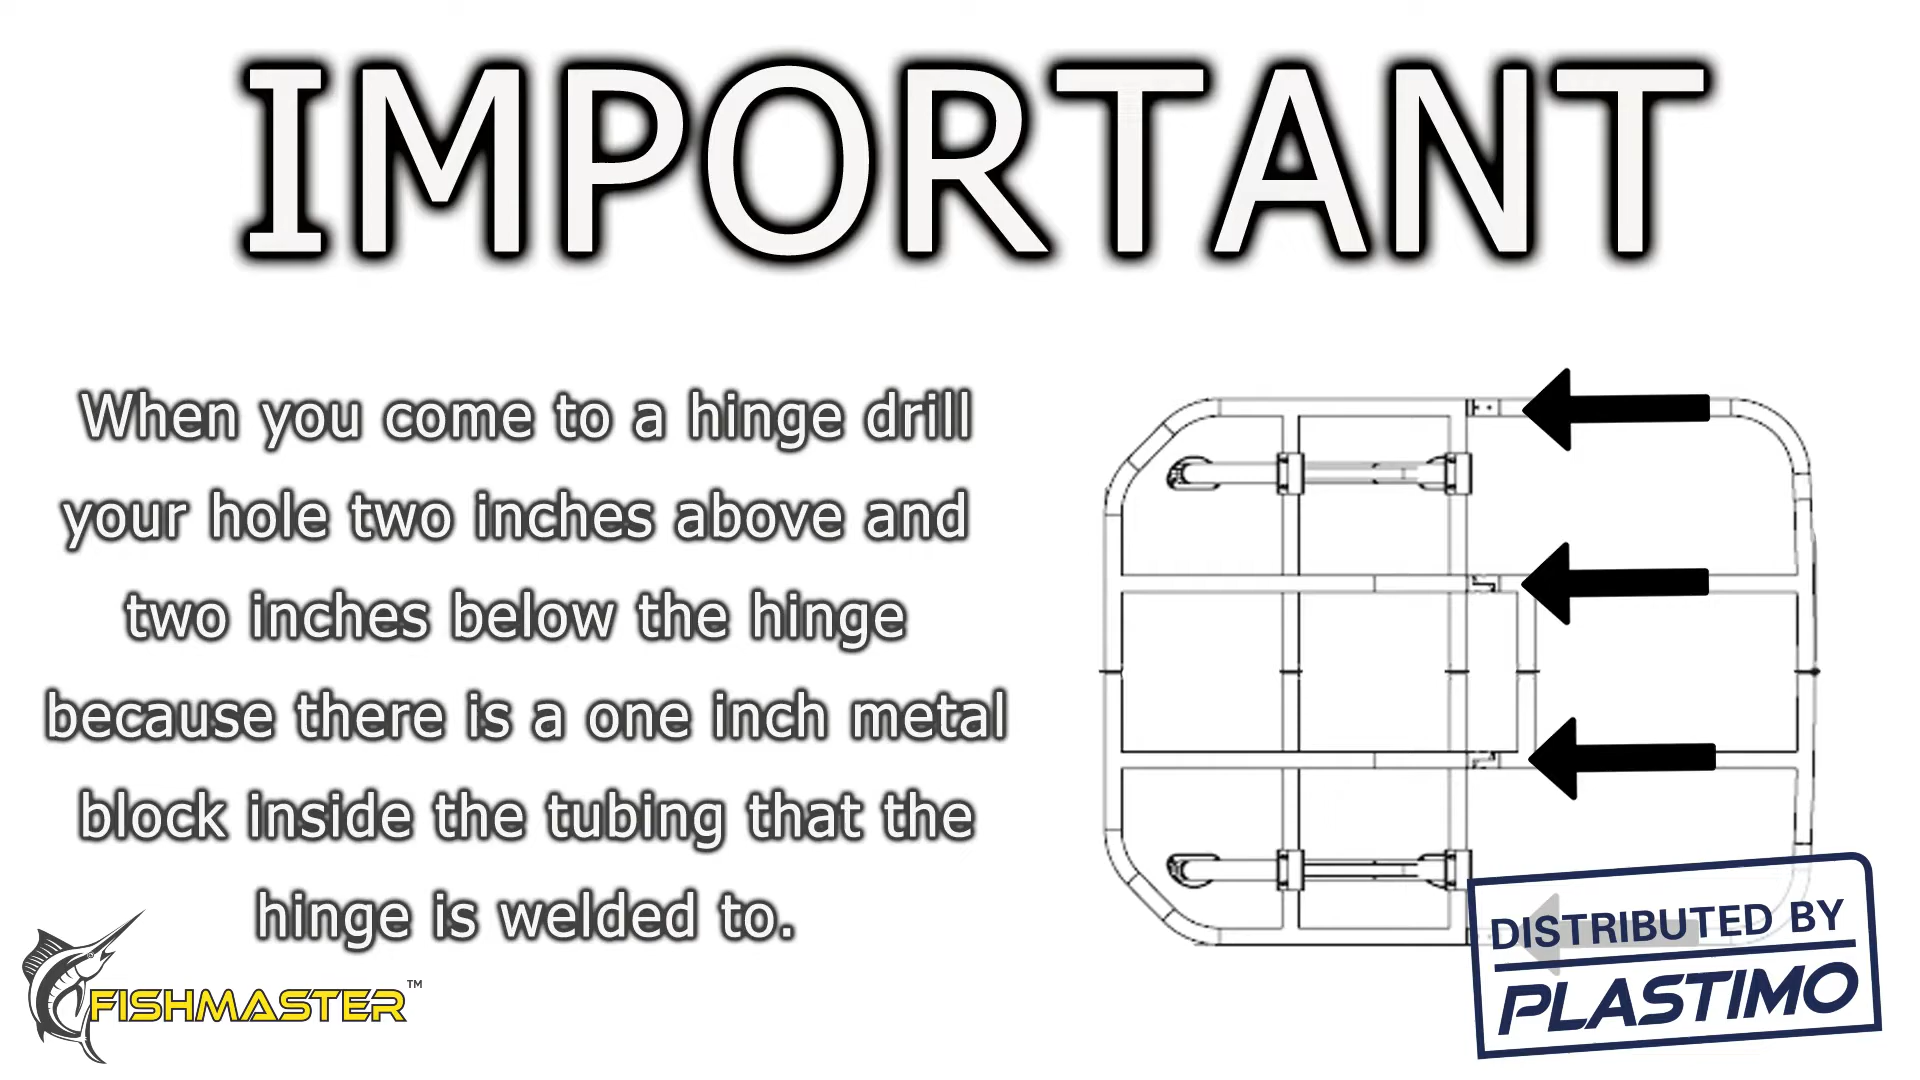 IMPORTANT
When you come to a hinge drill
your hole two inches above and
two inches below the hinge
because there is a one inch metal
block inside the tubing that the
hinge is welded to.
FISHMASTER™
DISTRIBUTED BY
PLASTIMO